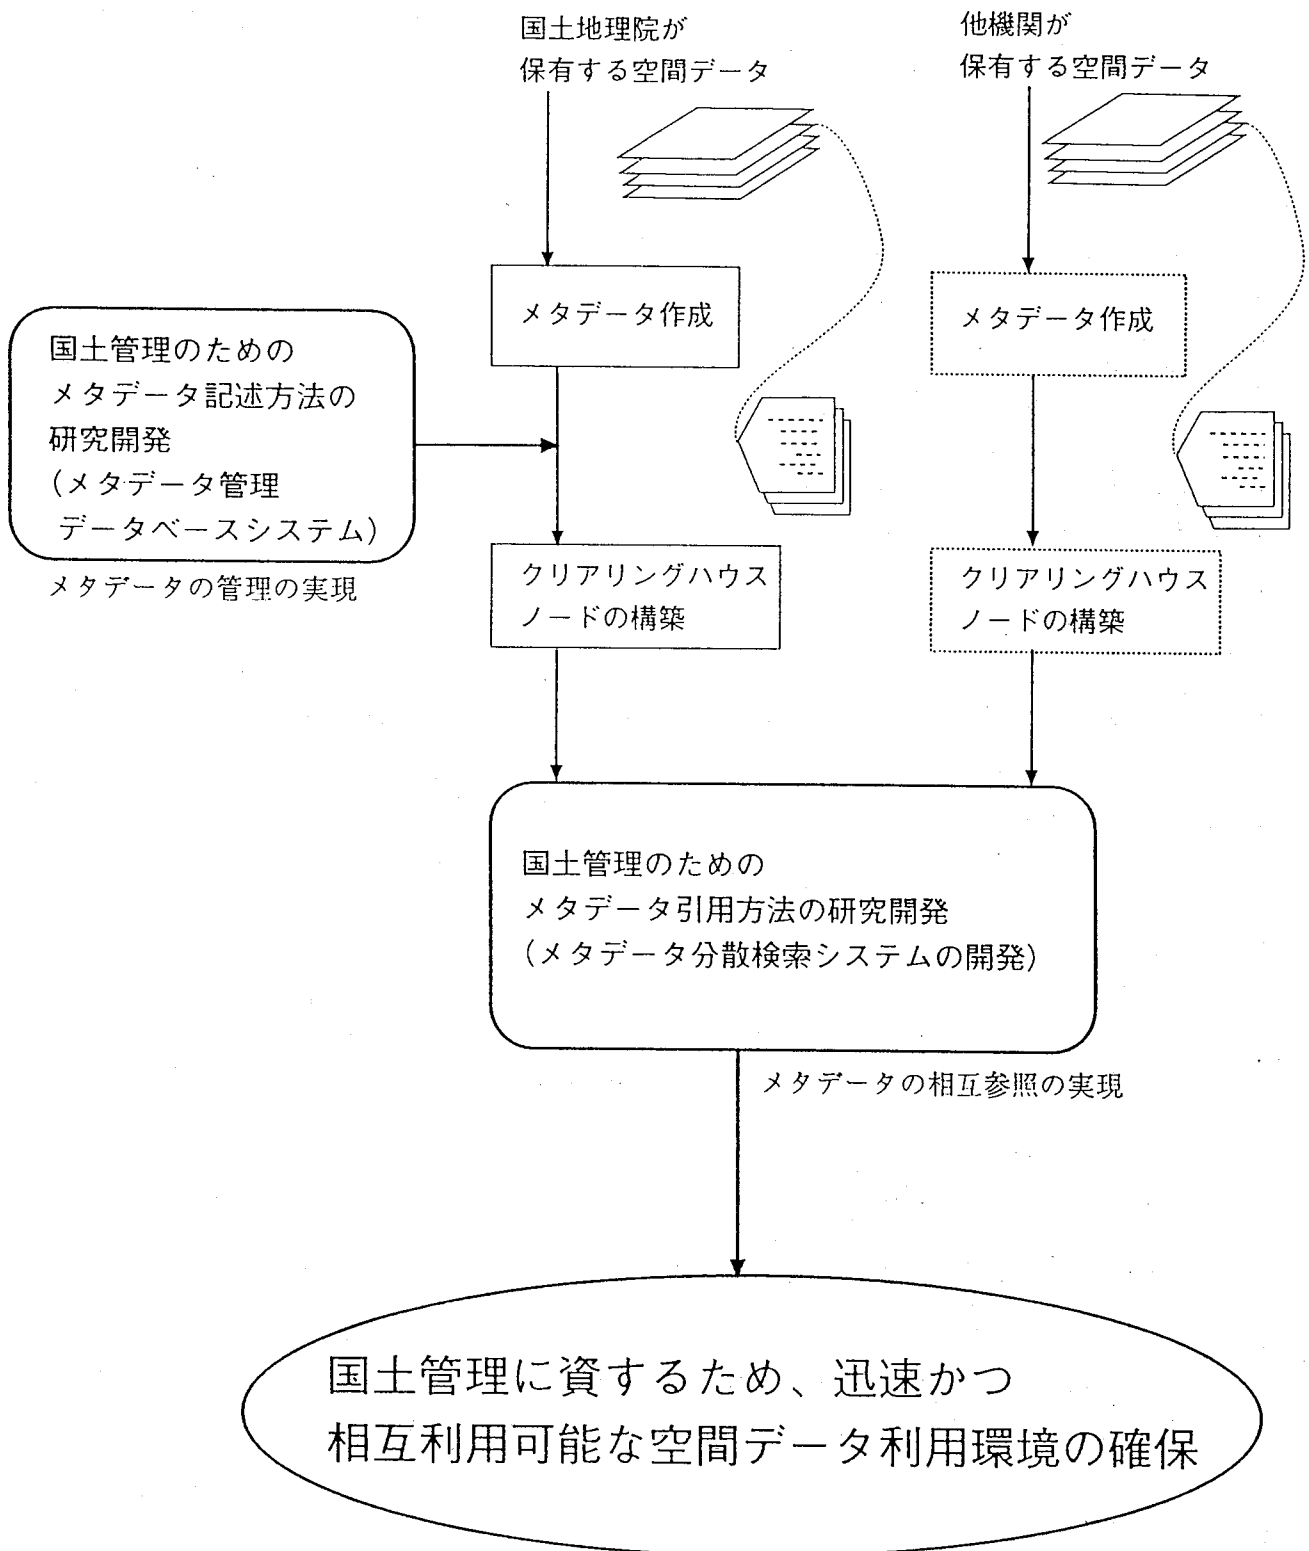 国土地理院が
保有する空間データ
他機関が
保有する空間データ
メタデータ作成
メタデータ作成
国土管理のための
メタデータ記述方法の
研究開発
(メタデータ管理
データベースシステム)
メタデータの管理の実現
クリアリングハウス
ノードの構築
クリアリングハウス
ノードの構築
国土管理のための
メタデータ引用方法の研究開発
(メタデータ分散検索システムの開発)
メタデータの相互参照の実現
国土管理に資するため、迅速かつ
相互利用可能な空間データ利用環境の確保